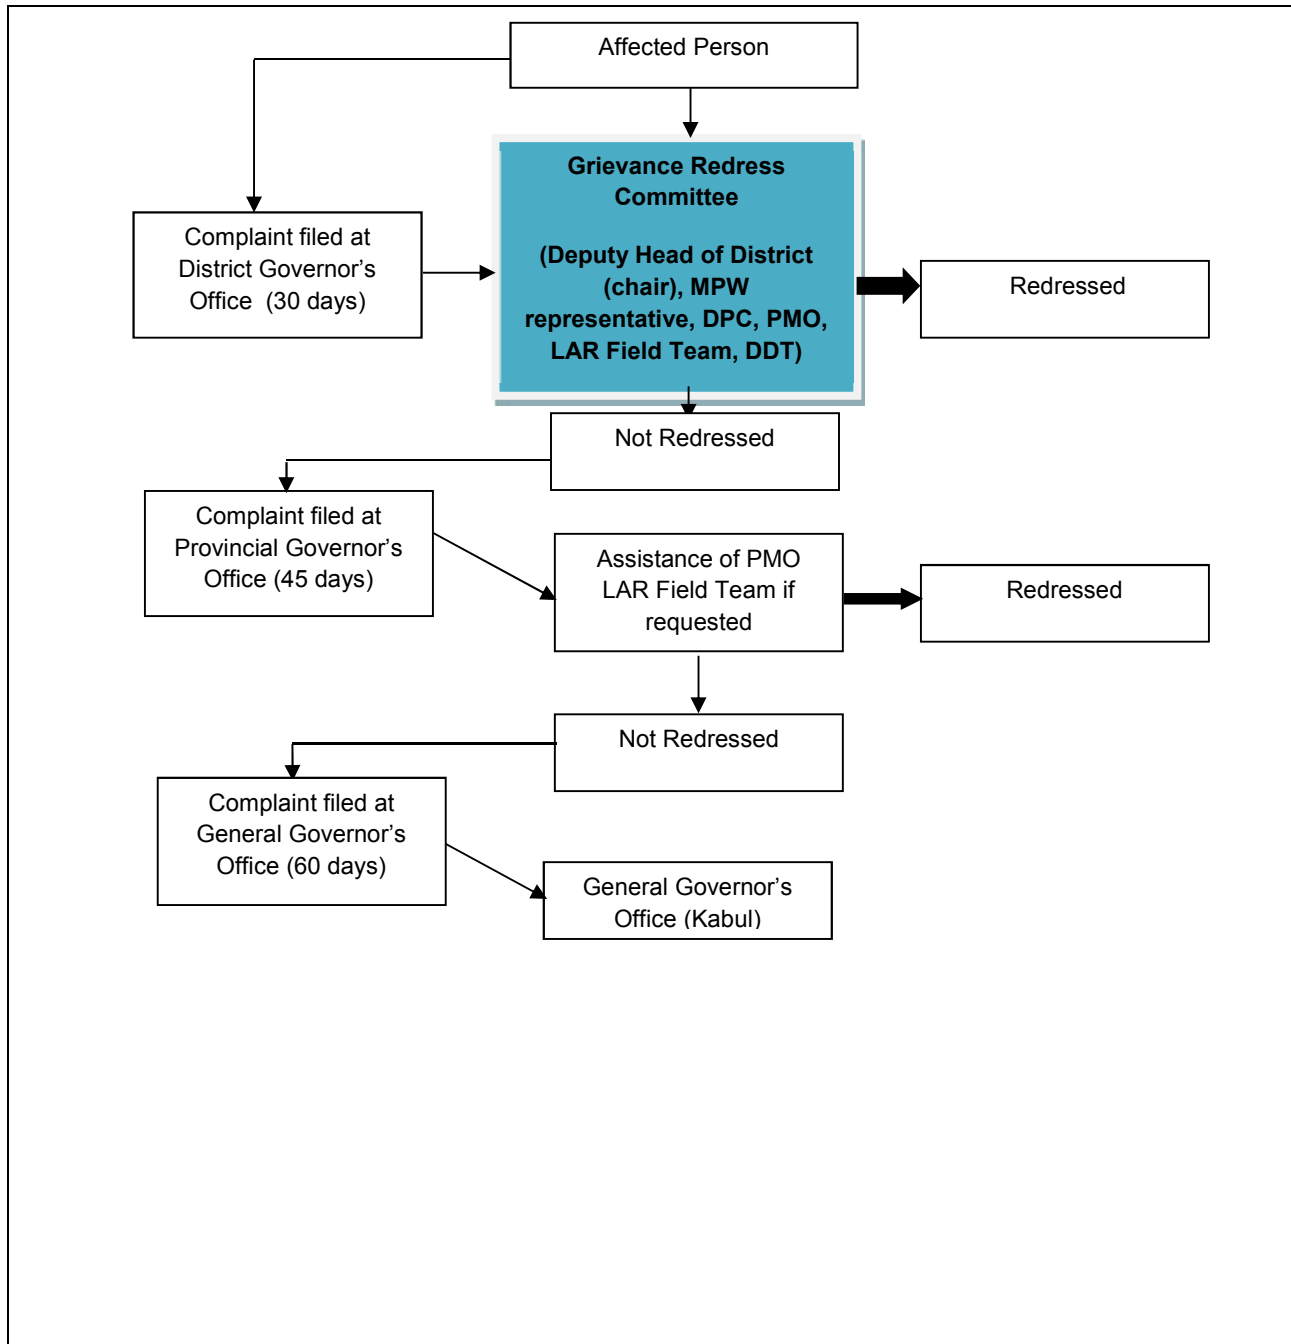 Affected Person
Grievance Redress
Committee
(Deputy Head of District
(chair), MPW
representative, DPC, PMO,
LAR Field Team, DDT)
Complaint filed at
District Governor’s
Office  (30 days)
Redressed
Not Redressed
Complaint filed at
Provincial Governor’s
Office (45 days)
Assistance of PMO
LAR Field Team if
requested
Redressed
Not Redressed
Complaint filed at
General Governor’s
Office (60 days)
General Governor’s
Office (Kabul)